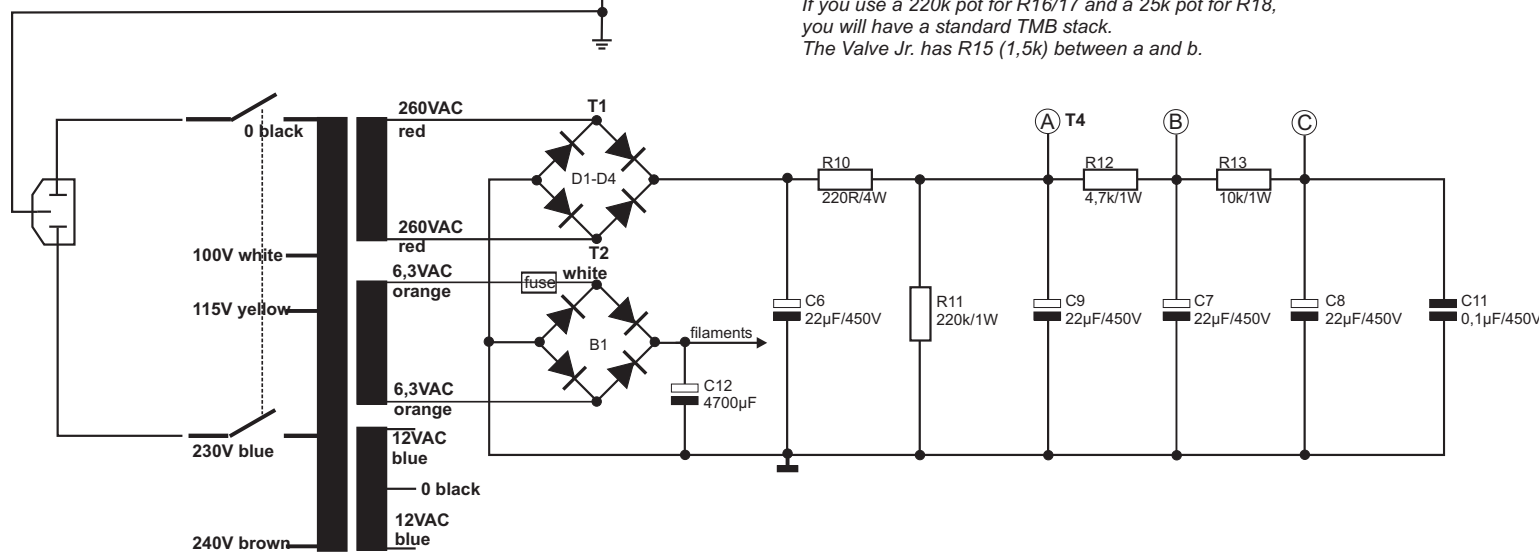 If you use a 220k pot for R16/17 and a 25k pot for R18,
you will have a standard TMB stack.
The Valve Jr. has R15 (1,5k) between a and b.
0 black
100V white
115V yellow
230V blue
240V brown
260VAC
red
260VAC
red
6,3VAC
orange
6,3VAC
orange
12VAC
blue
0 black
12VAC
blue
T1
D1-D4
T2
white
fuse
B1
filaments
C12
4700µF
R10
220R/4W
C6
22µF/450V
R11
220k/1W
A T4
R12
4,7k/1W
C9
22µF/450V
B
R13
10k/1W
C7
22µF/450V
C
C8
22µF/450V
C11
0,1µF/450V